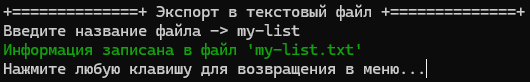 +==============+ Экспорт в текстовый файл +==============+
Введите название файла -> my-list
Информация записана в файл 'my-list.txt'
Нажмите любую клавишу для возвращения в меню...